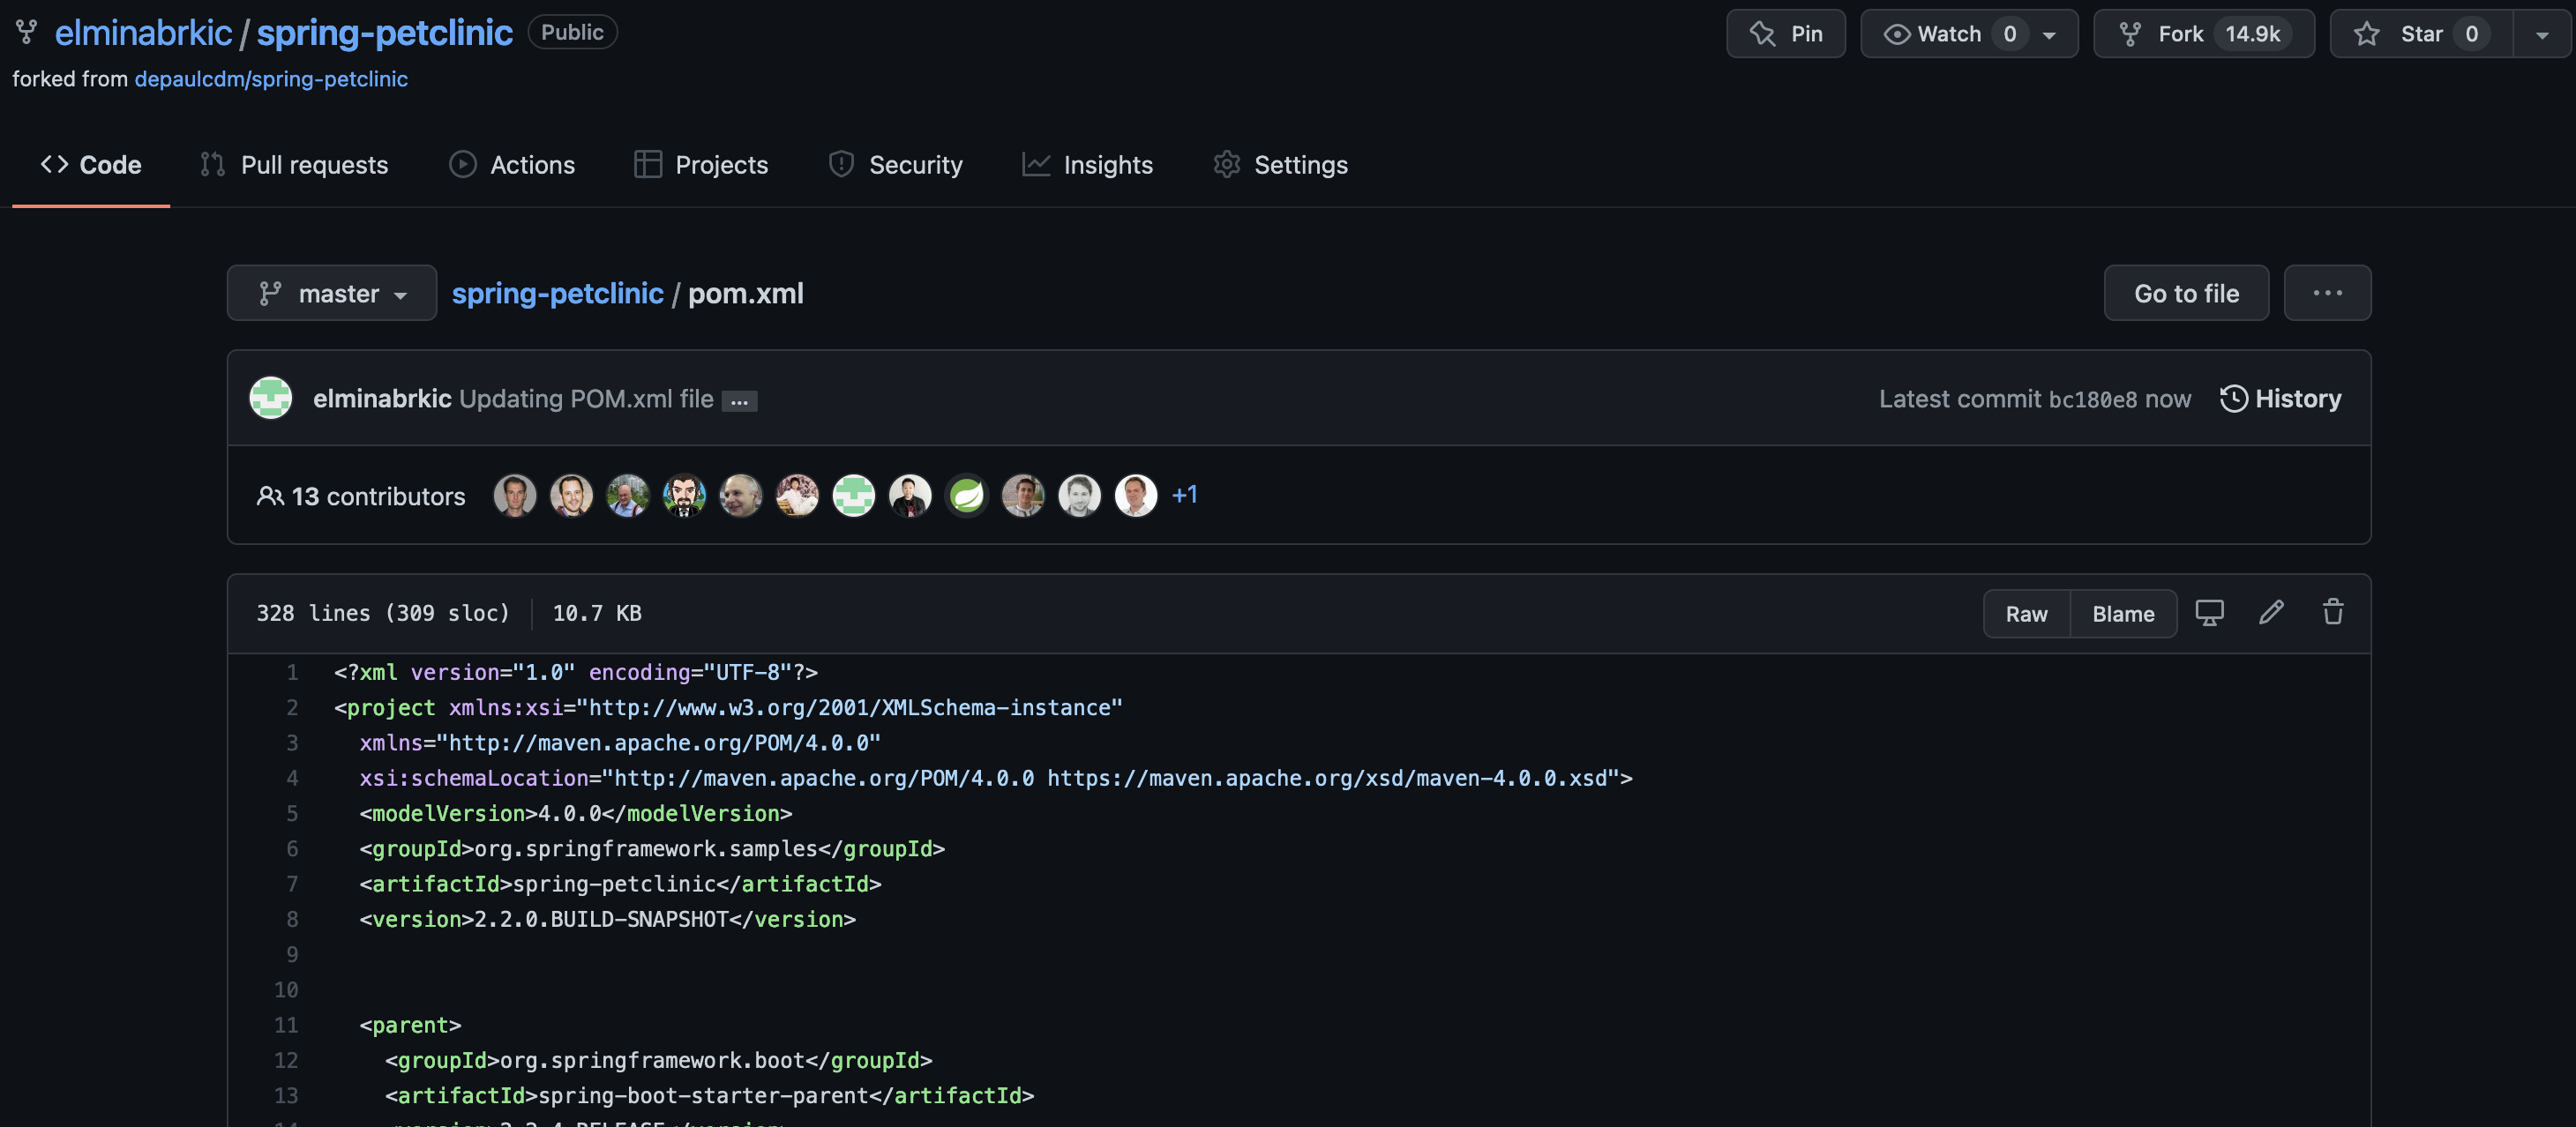 elminabrkic / spring-petclinic Public
Pin
Watch 0
Fork 14.9k
Star 0
forked from depaulcdm/spring-petclinic
Code
Pull requests
Actions
Projects
Security
Insights
Settings
master
spring-petclinic / pom.xml
Go to file
...
elminabrkic Updating POM.xml file ...
Latest commit bc180e8 now
History
13 contributors
+1
328 lines (309 sloc)
10.7 KB
Raw
Blame
1 <?xml version="1.0" encoding="UTF-8"?>
2 <project xmlns:xsi="http://www.w3.org/2001/XMLSchema-instance"
3 xmlns="http://maven.apache.org/POM/4.0.0"
4 xsi:schemaLocation="http://maven.apache.org/POM/4.0.0 https://maven.apache.org/xsd/maven-4.0.0.xsd">
5 <modelVersion>4.0.0</modelVersion>
6 <groupId>org.springframework.samples</groupId>
7 <artifactId>spring-petclinic</artifactId>
8 <version>2.2.0.BUILD-SNAPSHOT</version>
9
10
11 <parent>
12 <groupId>org.springframework.boot</groupId>
13 <artifactId>spring-boot-starter-parent</artifactId>